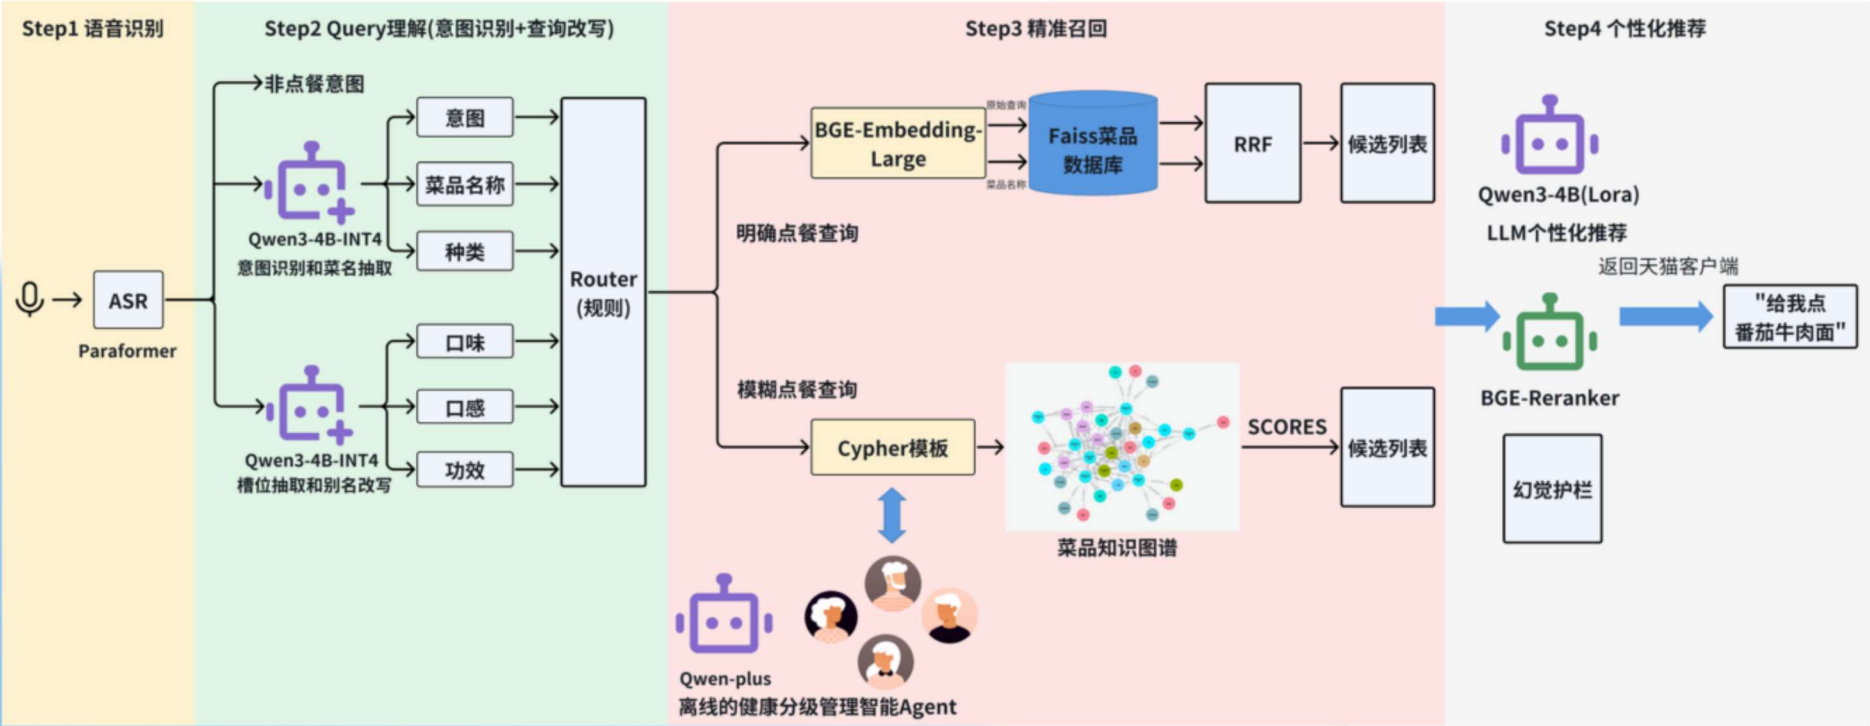 Step1 语音识别
ASR
Paraformer
Step2 Query理解(意图识别+查询改写)
非点餐意图
Qwen3-4B-INT4
意图识别和菜名抽取
意图
菜品名称
种类
Qwen3-4B-INT4
槽位抽取和别名改写
口味
口感
功效
Router
(规则)
Step3 精准召回
明确点餐查询
BGE-Embedding-
Large
原始查询
菜品名称
Faiss菜品
数据库
RRF
候选列表
模糊点餐查询
Cypher模板
菜品知识图谱
SCORES
候选列表
Qwen-plus
离线的健康分级管理智能Agent
Step4 个性化推荐
Qwen3-4B(Lora)
LLM个性化推荐
BGE-Reranker
幻觉护栏
返回天猫客户端
"给我点
番茄牛肉面"